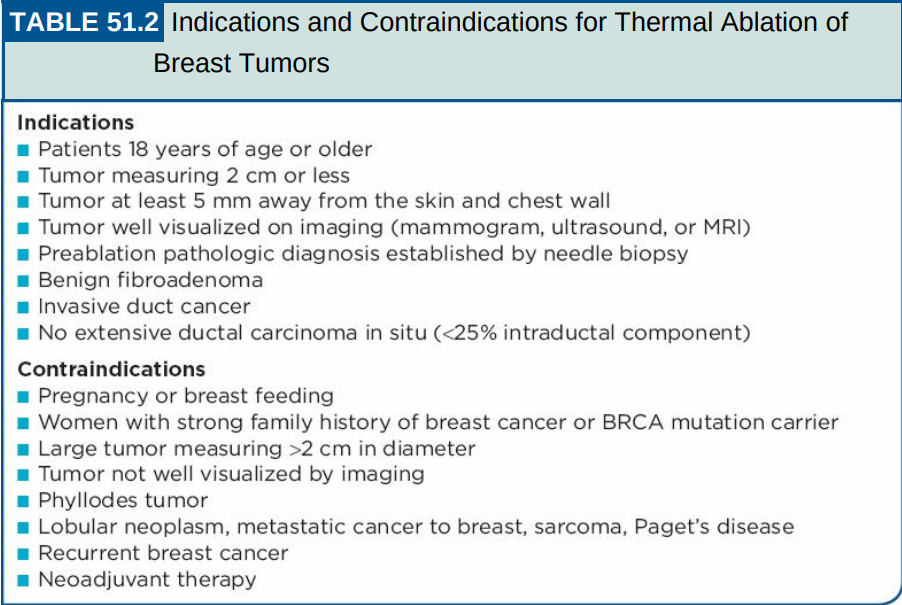 TABLE 51.2 Indications and Contraindications for Thermal Ablation of
Breast Tumors
Indications
■ Patients 18 years of age or older
■ Tumor measuring 2 cm or less
■ Tumor at least 5 mm away from the skin and chest wall
■ Tumor well visualized on imaging (mammogram, ultrasound, or MRI)
■ Preablation pathologic diagnosis established by needle biopsy
■ Benign fibroadenoma
■ Invasive duct cancer
■ No extensive ductal carcinoma in situ (<25% intraductal component)
Contraindications
■ Pregnancy or breast feeding
■ Women with strong family history of breast cancer or BRCA mutation carrier
■ Large tumor measuring >2 cm in diameter
■ Tumor not well visualized by imaging
■ Phyllodes tumor
■ Lobular neoplasm, metastatic cancer to breast, sarcoma, Paget’s disease
■ Recurrent breast cancer
■ Neoadjuvant therapy